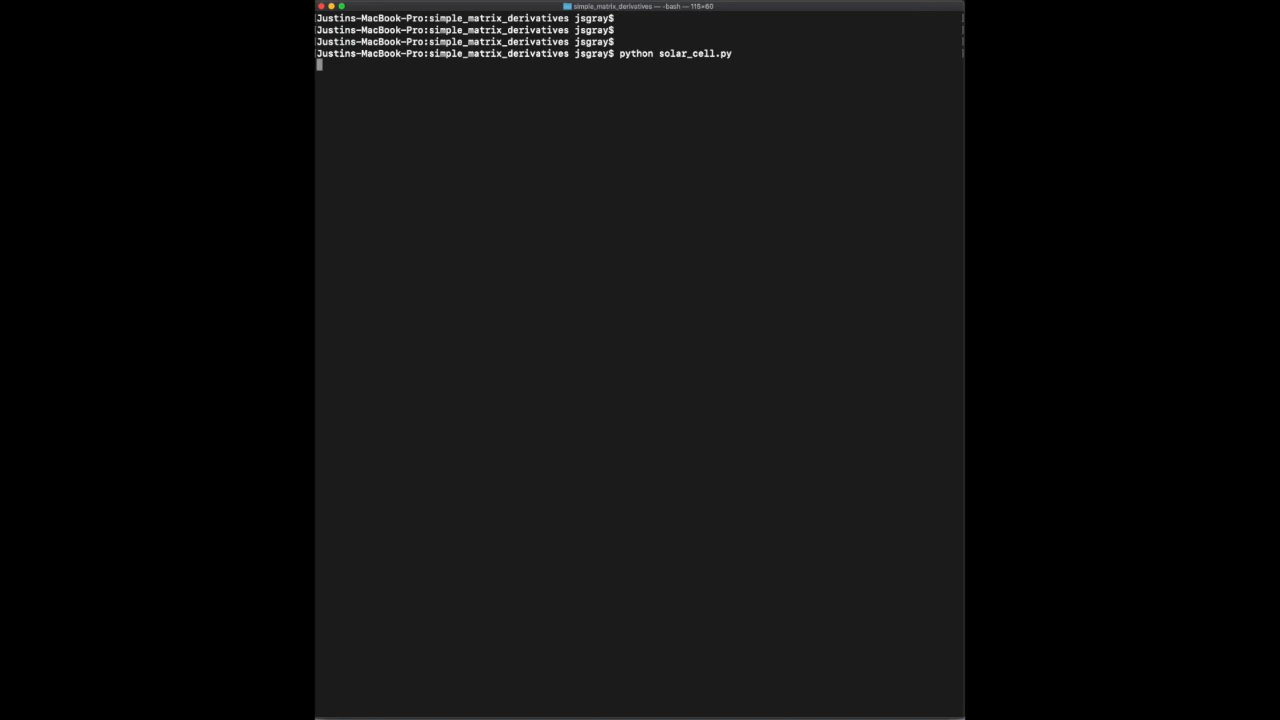 simple_matrix_derivatives — -bash — 115×60
Justins-MacBook-Pro:simple_matrix_derivatives jsgray$
Justins-MacBook-Pro:simple_matrix_derivatives jsgray$
Justins-MacBook-Pro:simple_matrix_derivatives jsgray$
Justins-MacBook-Pro:simple_matrix_derivatives jsgray$ python solar_cell.py